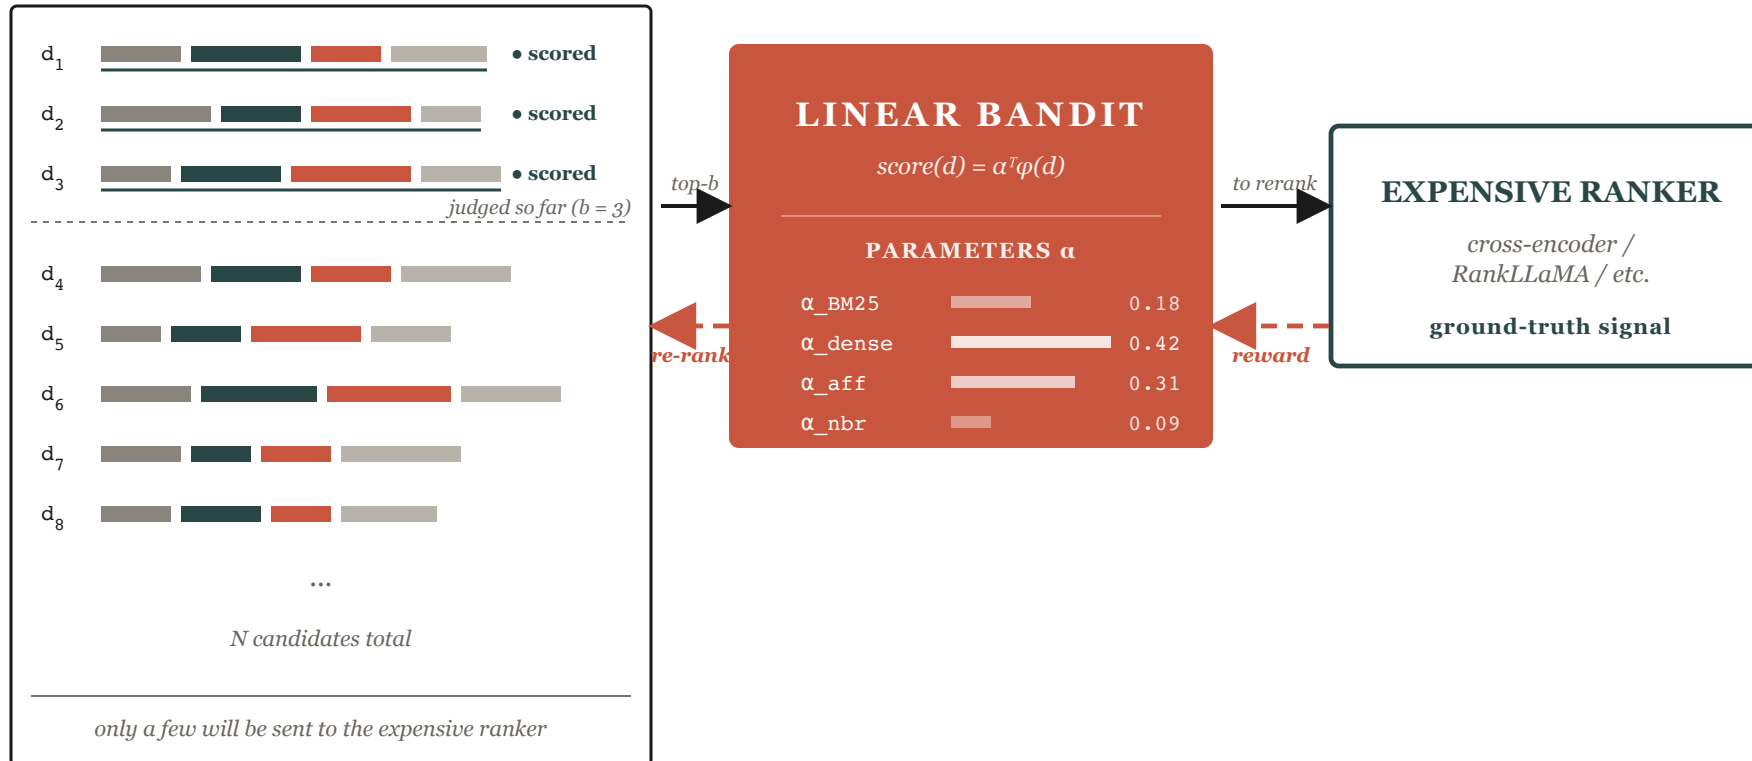 d1 • scored
d2 • scored
d3 • scored
judged so far (b = 3)
d4
d5
d6
d7
d8
...
N candidates total
only a few will be sent to the expensive ranker
top-b
re-rank
LINEAR BANDIT
score(d) = αᵀφ(d)
PARAMETERS α
α_BM25 0.18
α_dense 0.42
α_aff 0.31
α_nbr 0.09
to rerank
reward
EXPENSIVE RANKER
cross-encoder /
RankLLaMA / etc.
ground-truth signal